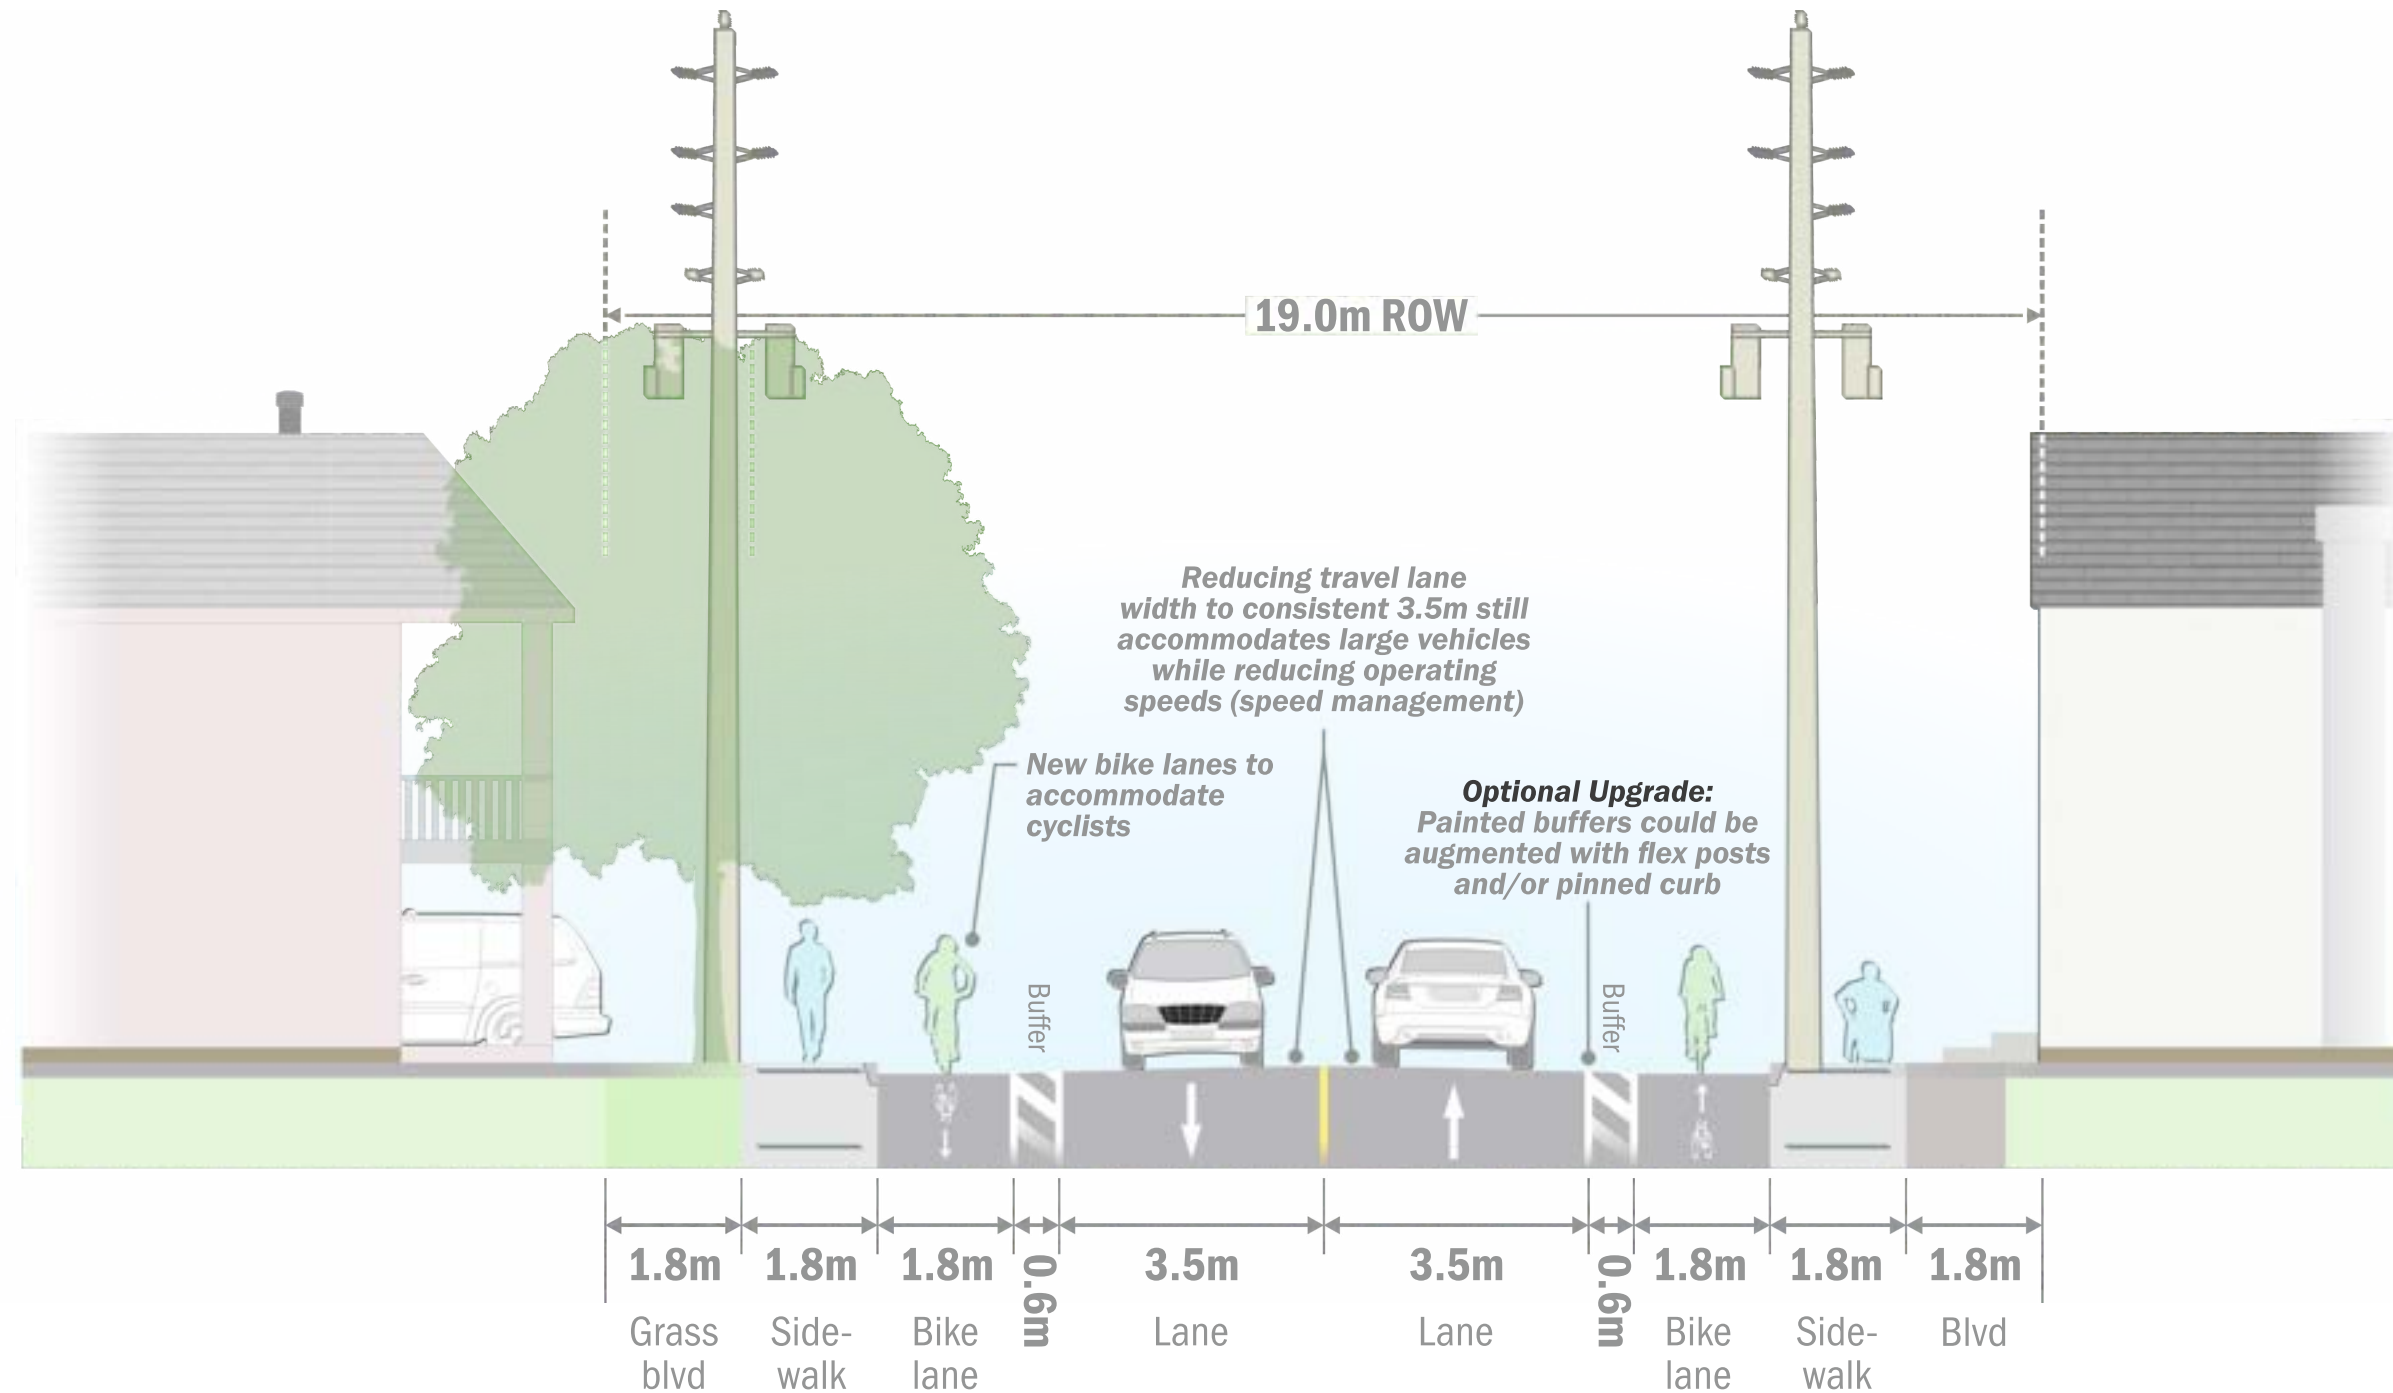 19.0m ROW
Reducing travel lane
width to consistent 3.5m still
accommodates large vehicles
while reducing operating
speeds (speed management)
New bike lanes to
accommodate
cyclists
Optional Upgrade:
Painted buffers could be
augmented with flex posts
and/or pinned curb
Buffer
Buffer
1.8m
1.8m
1.8m
0.6m
3.5m
3.5m
0.6m
1.8m
1.8m
1.8m
Grass
blvd
Side-
walk
Bike
lane
Lane
Lane
Bike
lane
Side-
walk
Blvd